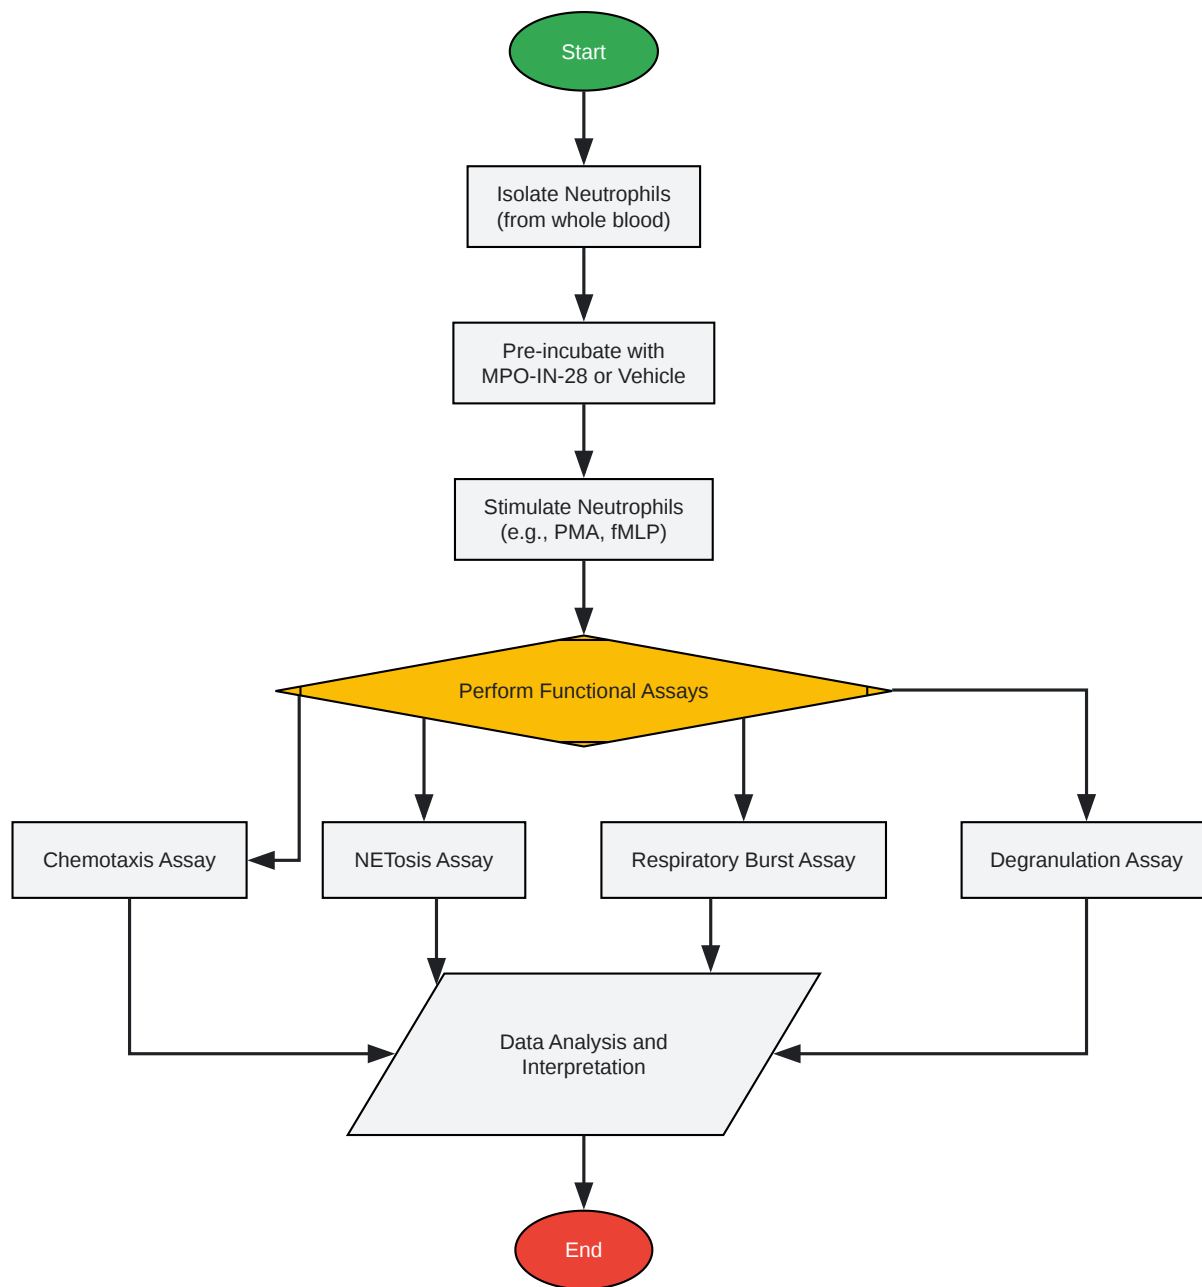 Start
Isolate Neutrophils
(from whole blood)
Pre-incubate with
MPO-IN-28 or Vehicle
Stimulate Neutrophils
(e.g., PMA, fMLP)
Perform Functional Assays
Chemotaxis Assay
NETosis Assay
Respiratory Burst Assay
Degranulation Assay
Data Analysis and
Interpretation
End